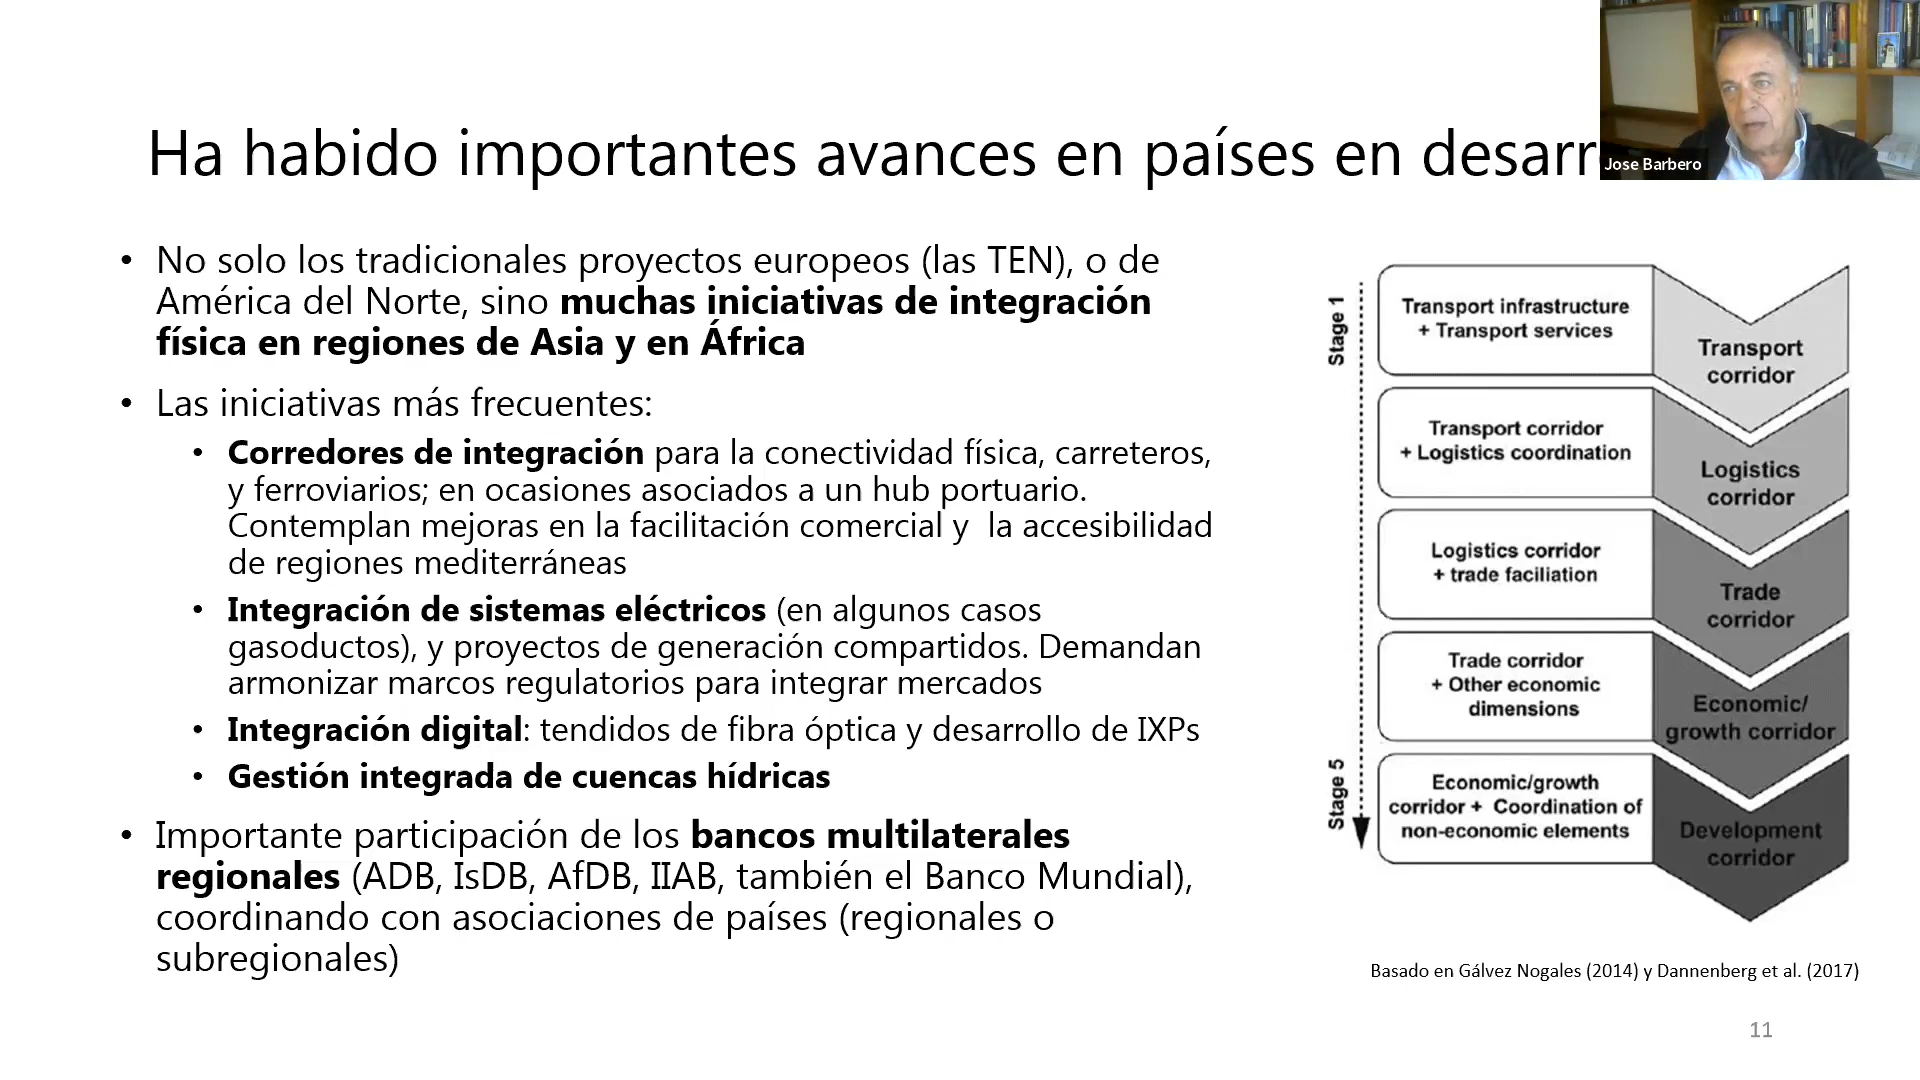 Ha habido importantes avances en países en desarr
Jose Barbero
• No solo los tradicionales proyectos europeos (las TEN), o de
América del Norte, sino muchas iniciativas de integración
física en regiones de Asia y en África
• Las iniciativas más frecuentes:
• Corredores de integración para la conectividad física, carreteros,
y ferroviarios; en ocasiones asociados a un hub portuario.
Contemplan mejoras en la facilitación comercial y la accesibilidad
de regiones mediterráneas
• Integración de sistemas eléctricos (en algunos casos
gasoductos), y proyectos de generación compartidos. Demandan
armonizar marcos regulatorios para integrar mercados
• Integración digital: tendidos de fibra óptica y desarrollo de IXPs
• Gestión integrada de cuencas hídricas
• Importante participación de los bancos multilaterales
regionales (ADB, IsDB, AfDB, IIAB, también el Banco Mundial),
coordinando con asociaciones de países (regionales o
subregionales)
Stage 1
Transport infrastructure
+ Transport services
Transport
corridor
Transport corridor
+ Logistics coordination
Logistics
corridor
Logistics corridor
+ trade faciliation
Trade
corridor
Trade corridor
+ Other economic
dimensions
Economic/
growth corridor
Stage 5
Economic/growth
corridor + Coordination of
non-economic elements
Development
corridor
Basado en Gálvez Nogales (2014) y Dannenberg et al. (2017)
11